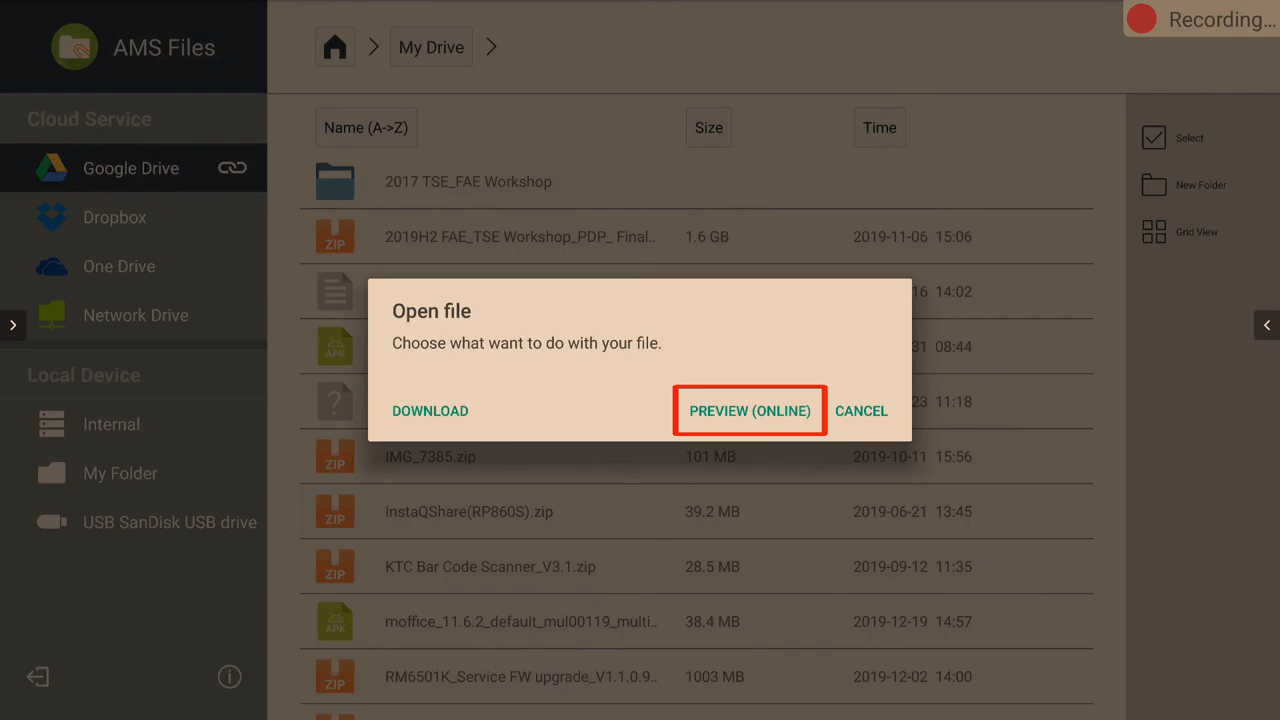 AMS Files
My Drive
Recording...
Cloud Service
Google Drive
Dropbox
One Drive
Network Drive
Local Device
Internal
My Folder
USB SanDisk USB drive
Name (A->Z) Size Time
2017 TSE_FAE Workshop
ZIP 2019H2 FAE_TSE Workshop_PDP_ Final.. 1.6 GB 2019-11-06 15:06
16 14:02
APK 31 08:44
? 23 11:18
ZIP IMG_7385.zip 101 MB 2019-10-11 15:56
ZIP InstaQShare(RP860S).zip 39.2 MB 2019-06-21 13:45
ZIP KTC Bar Code Scanner_V3.1.zip 28.5 MB 2019-09-12 11:35
APK moffice_11.6.2_default_mul00119_multi.. 38.4 MB 2019-12-19 14:57
ZIP RM6501K_Service FW upgrade_V1.1.0.9.. 1003 MB 2019-12-02 14:00
Open file
Choose what want to do with your file.
DOWNLOAD PREVIEW (ONLINE) CANCEL
Select
New Folder
Grid View